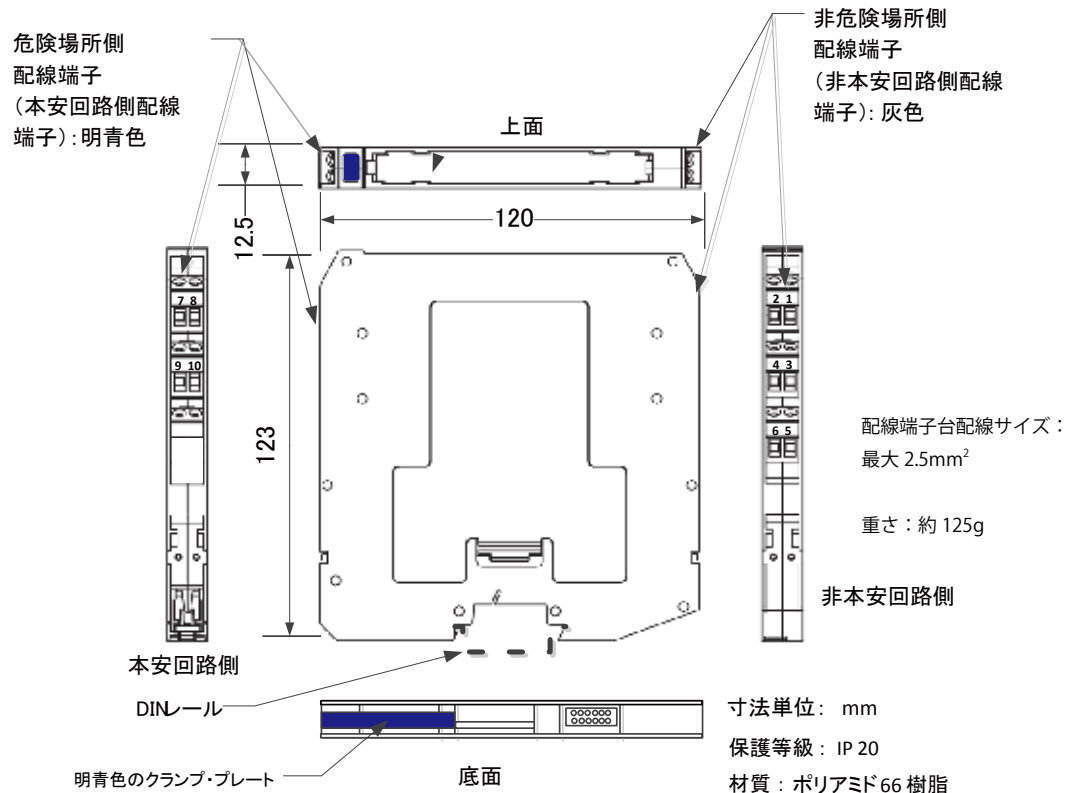 危険場所側
配線端子
(本安回路側配線
端子): 明青色
非危険場所側
配線端子
(非本安回路側配線
端子): 灰色
上面
12.5
120
123
7 8
9 10
2 1
4 3
6 5
配線端子台配線サイズ：
最大 2.5mm²
重さ：約 125g
本安回路側
非本安回路側
DINレール
明青色のクランプ・プレート
底面
寸法単位: mm
保護等級 : IP 20
材質 : ポリアミド 66 樹脂